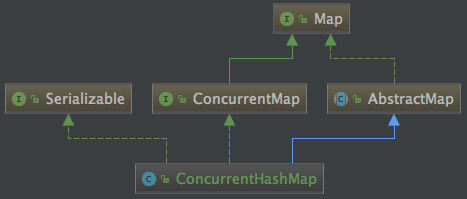 I Map
I Serializable
I ConcurrentMap
C AbstractMap
C ConcurrentHashMap